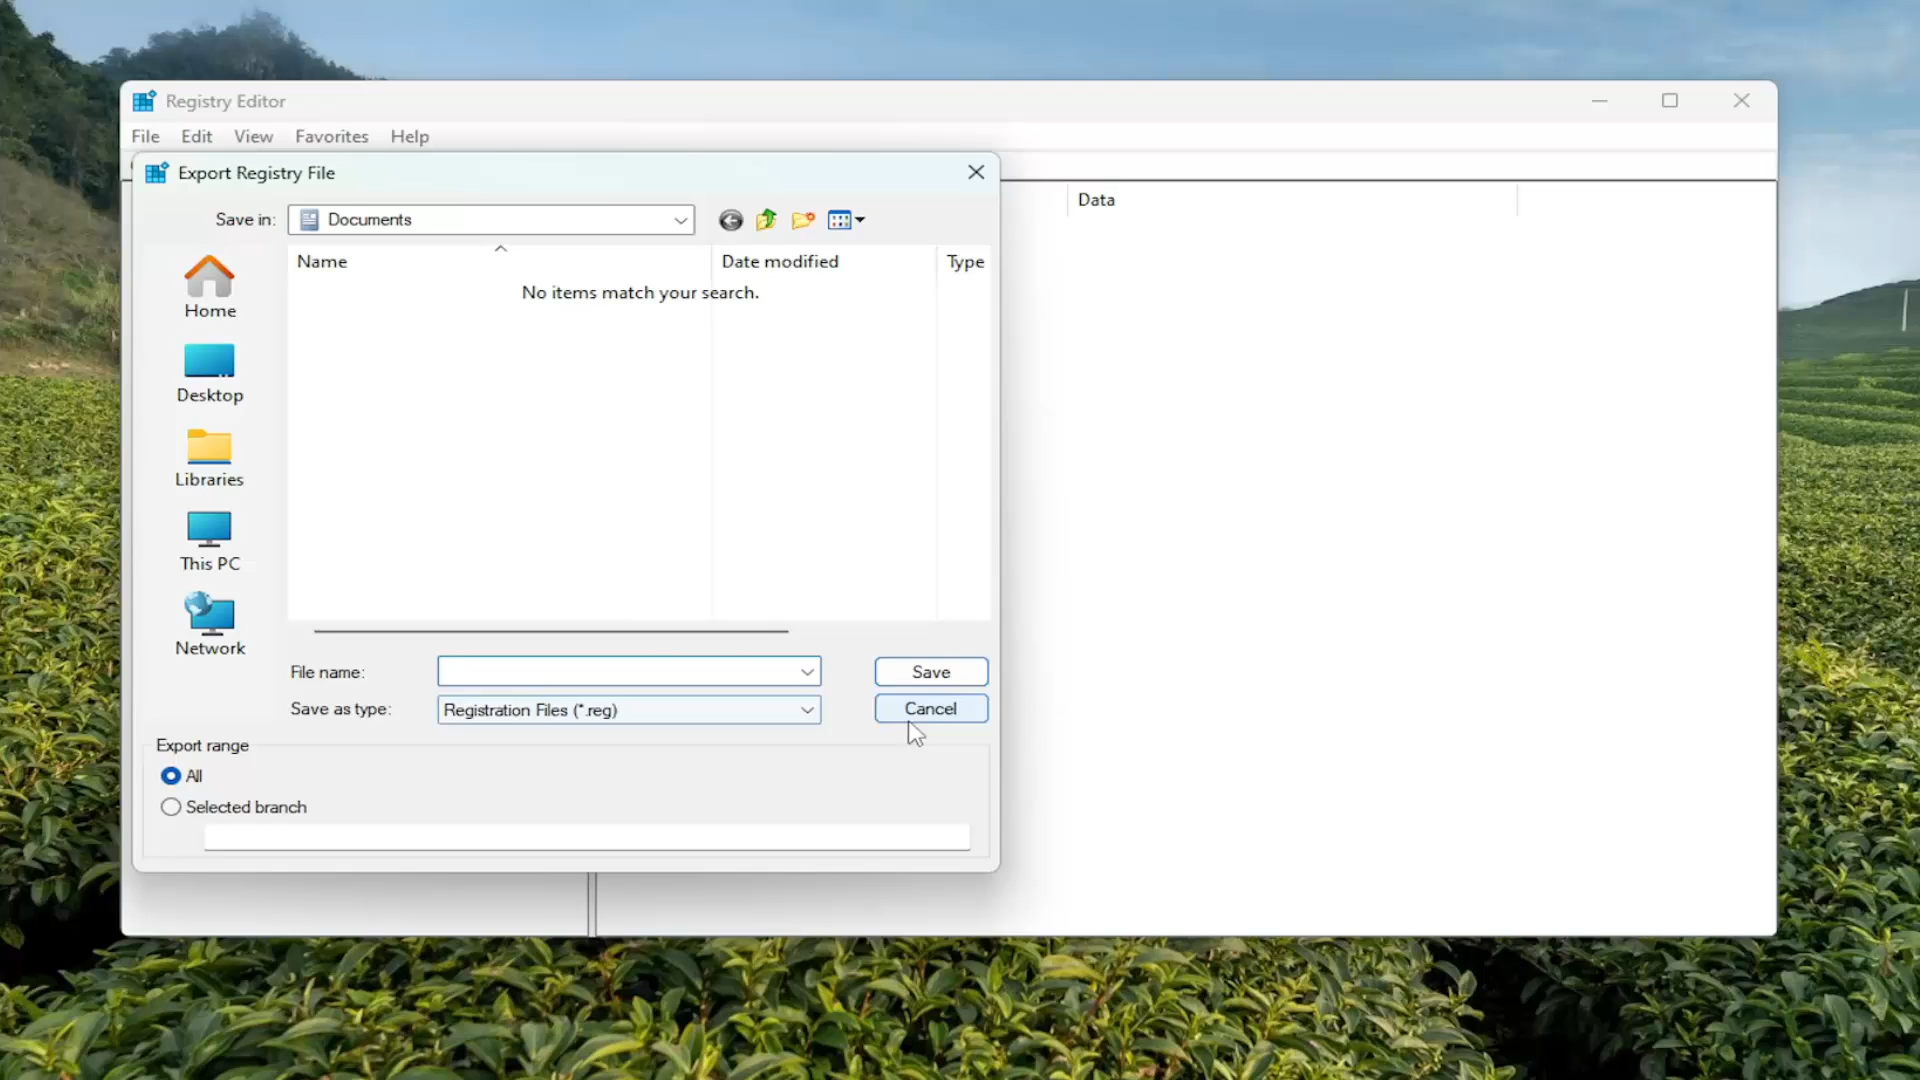 Registry Editor
File Edit View Favorites Help
Export Registry File
Save in: Documents
Data
Name Date modified Type
No items match your search.
Home
Desktop
Libraries
This PC
Network
File name: Save
Save as type: Registration Files (*.reg) Cancel
Export range
All
Selected branch